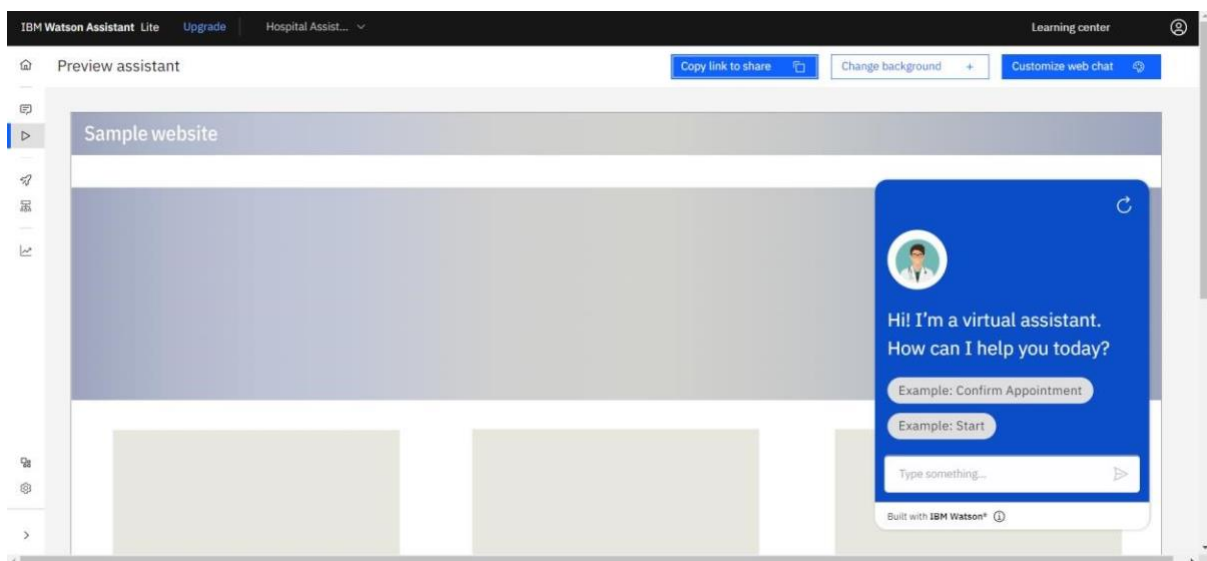 IBM Watson Assistant Lite Upgrade Hospital Assist... Learning center
Preview assistant Copy link to share Change background + Customize web chat
Sample website
Hi! I'm a virtual assistant.
How can I help you today?
Example: Confirm Appointment
Example: Start
Type something...
Built with IBM Watson®